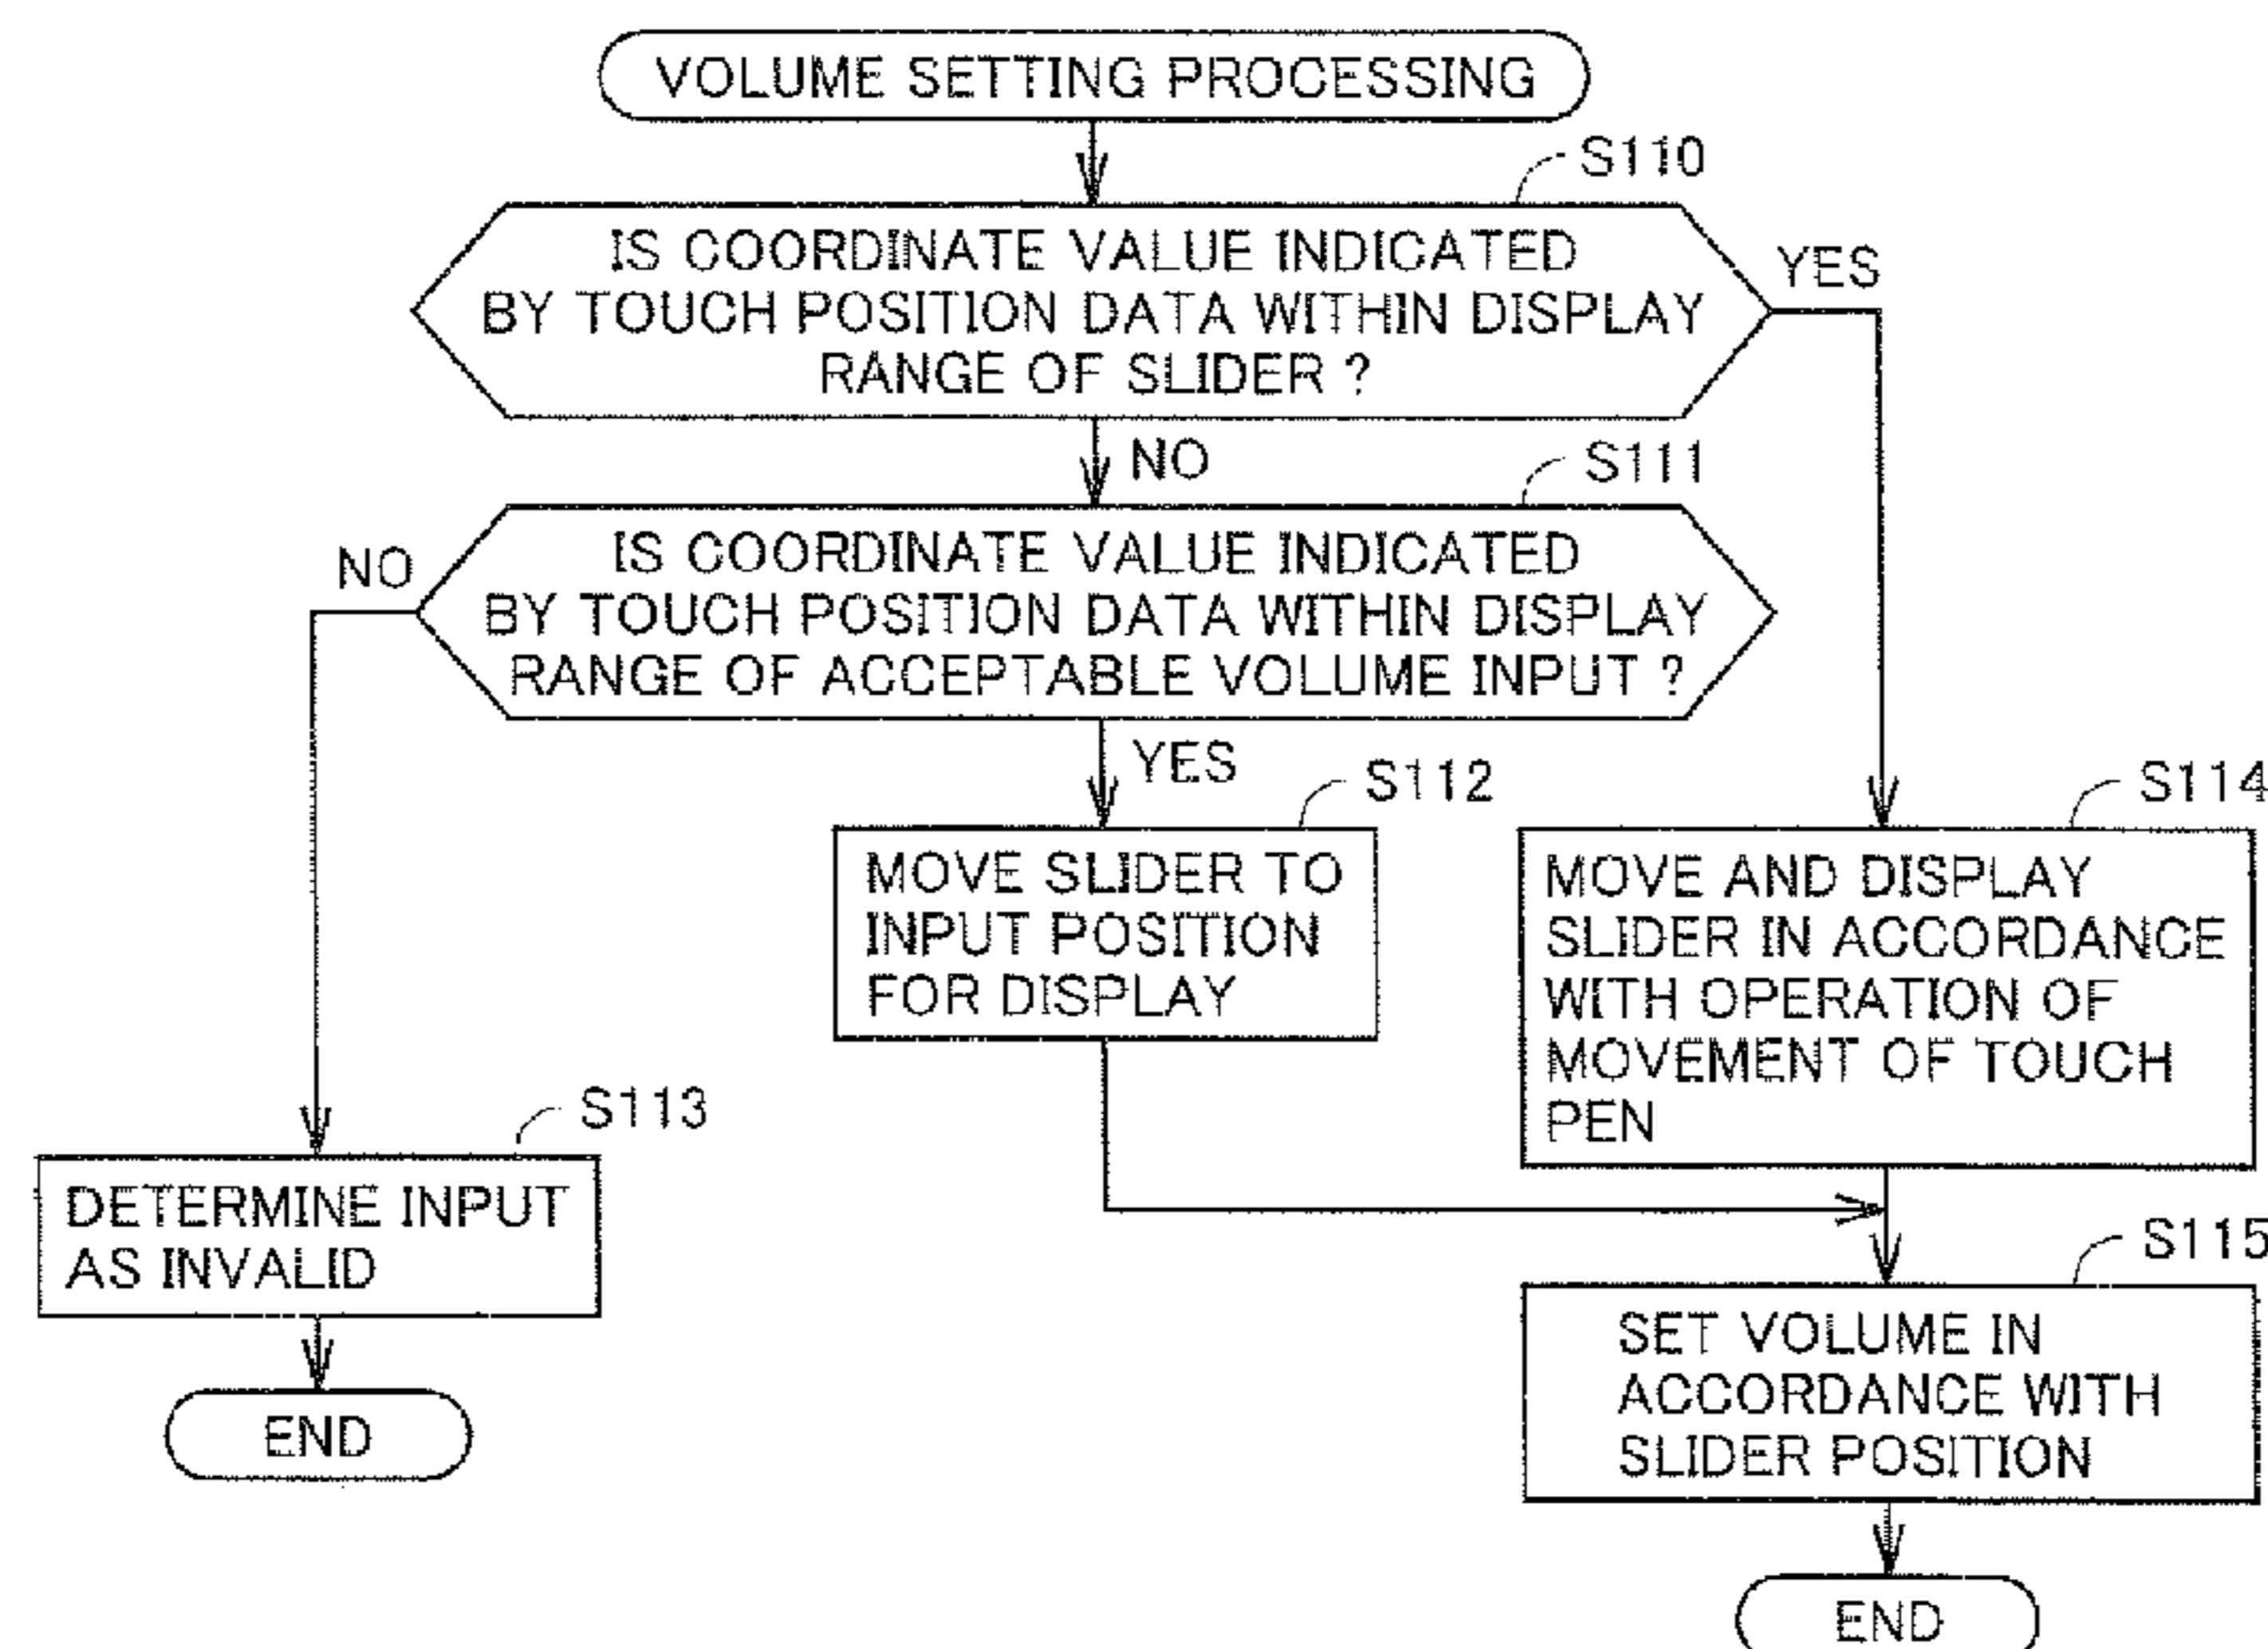 VOLUME SETTING PROCESSING
S110
IS COORDINATE VALUE INDICATED
BY TOUCH POSITION DATA WITHIN DISPLAY
RANGE OF SLIDER ?
YES
NO
S111
IS COORDINATE VALUE INDICATED
BY TOUCH POSITION DATA WITHIN DISPLAY
RANGE OF ACCEPTABLE VOLUME INPUT ?
NO
YES
S112
MOVE SLIDER TO
INPUT POSITION
FOR DISPLAY
S114
MOVE AND DISPLAY
SLIDER IN ACCORDANCE
WITH OPERATION OF
MOVEMENT OF TOUCH
PEN
S113
DETERMINE INPUT
AS INVALID
END
S115
SET VOLUME IN
ACCORDANCE WITH
SLIDER POSITION
END